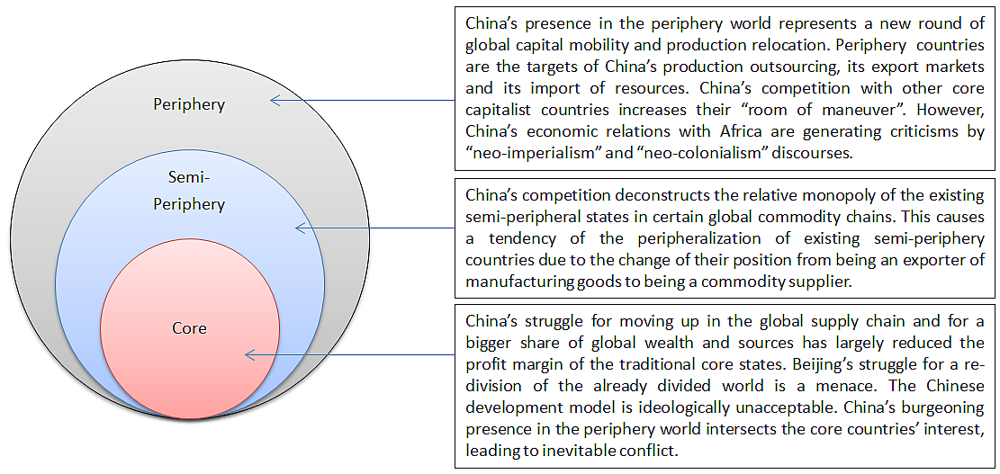 Periphery
Semi-
Periphery
Core
China’s presence in the periphery world represents a new round of
global capital mobility and production relocation. Periphery countries
are the targets of China’s production outsourcing, its export markets
and its import of resources. China’s competition with other core
capitalist countries increases their “room of maneuver”. However,
China’s economic relations with Africa are generating criticisms by
“neo-imperialism” and “neo-colonialism” discourses.
China’s competition deconstructs the relative monopoly of the existing
semi-peripheral states in certain global commodity chains. This causes
a tendency of the peripheralization of existing semi-periphery
countries due to the change of their position from being an exporter of
manufacturing goods to being a commodity supplier.
China’s struggle for moving up in the global supply chain and for a
bigger share of global wealth and sources has largely reduced the
profit margin of the traditional core states. Beijing’s struggle for a re-
division of the already divided world is a menace. The Chinese
development model is ideologically unacceptable. China’s burgeoning
presence in the periphery world intersects the core countries’ interest,
leading to inevitable conflict.